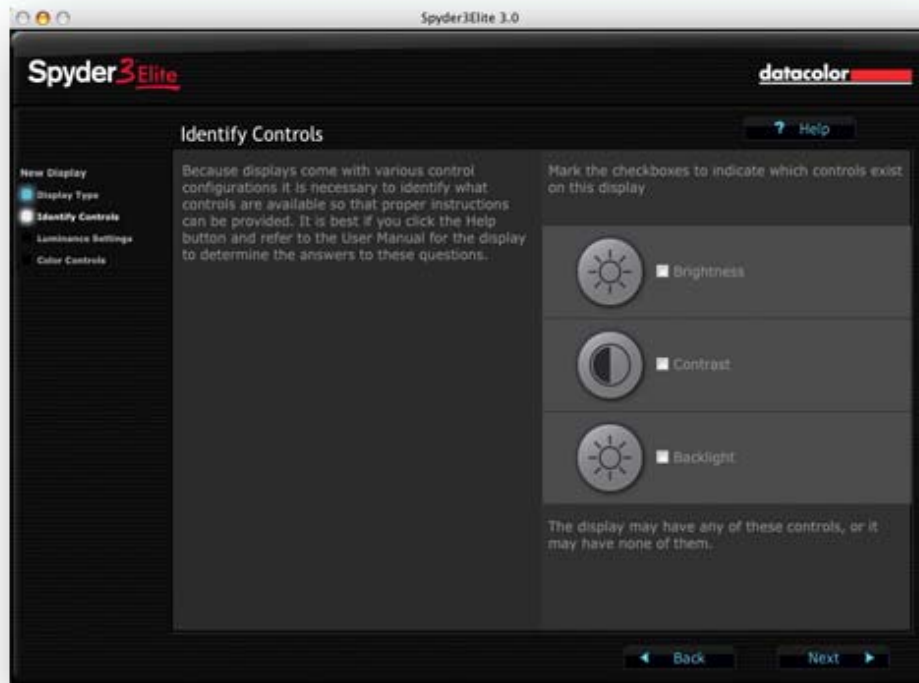 Spyder3Elite 3.0
Spyder3Elite
datacolor
Identify Controls
? Help
New Display
Display Type
Identify Controls
Luminance Settings
Color Controls
Because displays come with various control
configurations it is necessary to identify what
controls are available so that proper instructions
can be provided. It is best if you click the Help
button and refer to the User Manual for the display
to determine the answers to these questions.
Mark the checkboxes to indicate which controls exist
on this display
Brightness
Contrast
Backlight
The display may have any of these controls, or it
may have none of them.
Back
Next